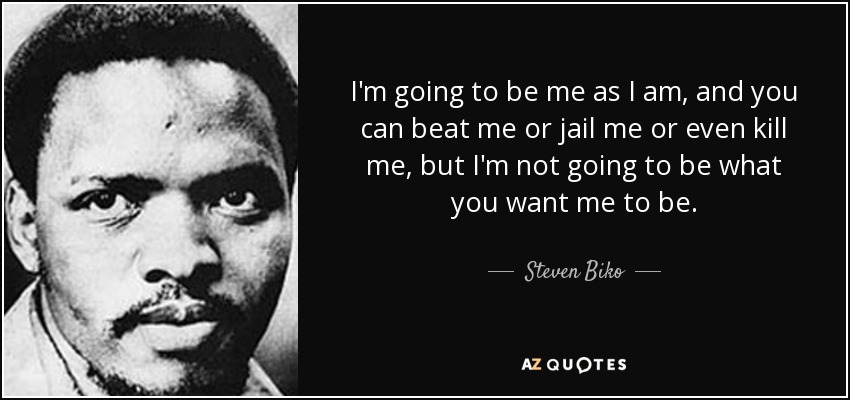 I'm going to be me as I am, and you
can beat me or jail me or even kill
me, but I'm not going to be what
you want me to be.
Steven Biko
AZ QUOTES